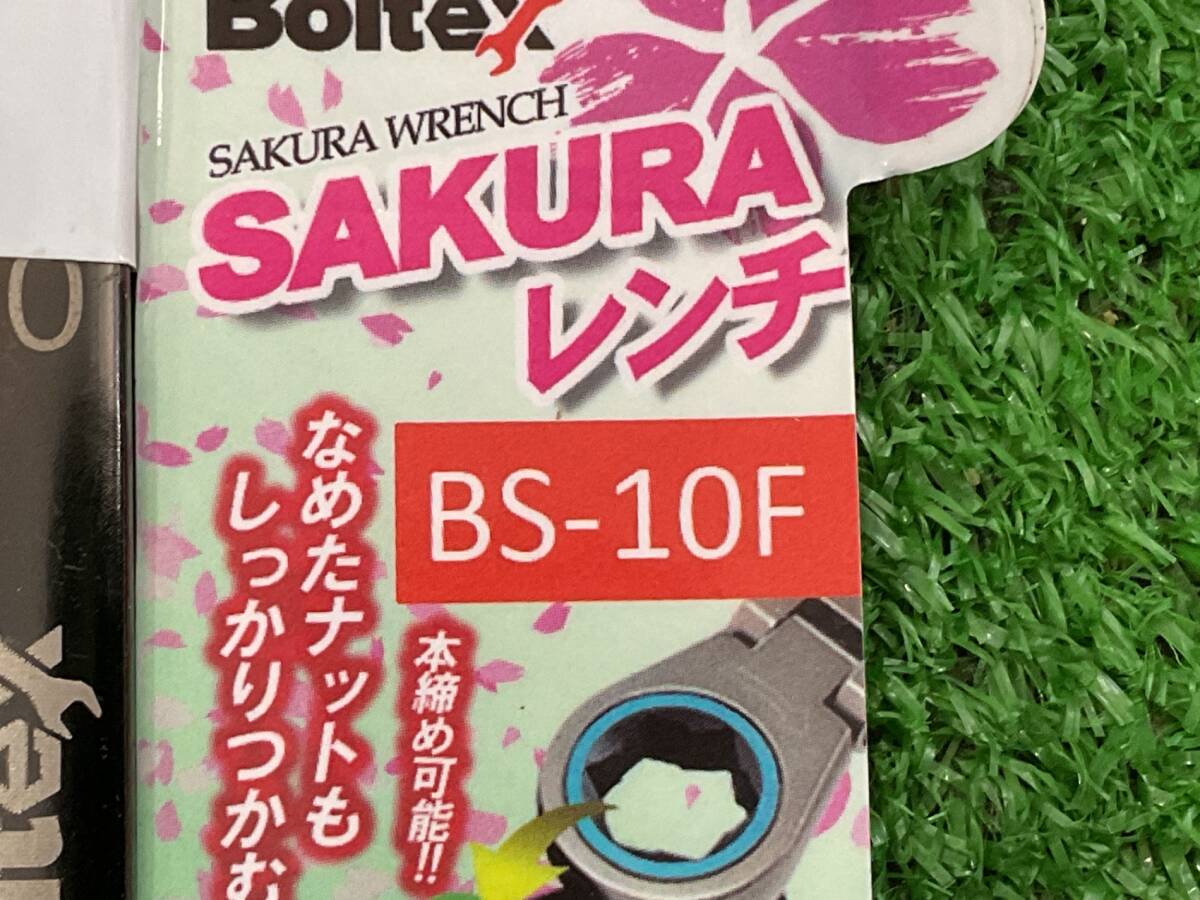 Boltex
SAKURA WRENCH
SAKURA
レンチ
BS-10F
なめたナットも
しっかりつかむ
本締め可能!!